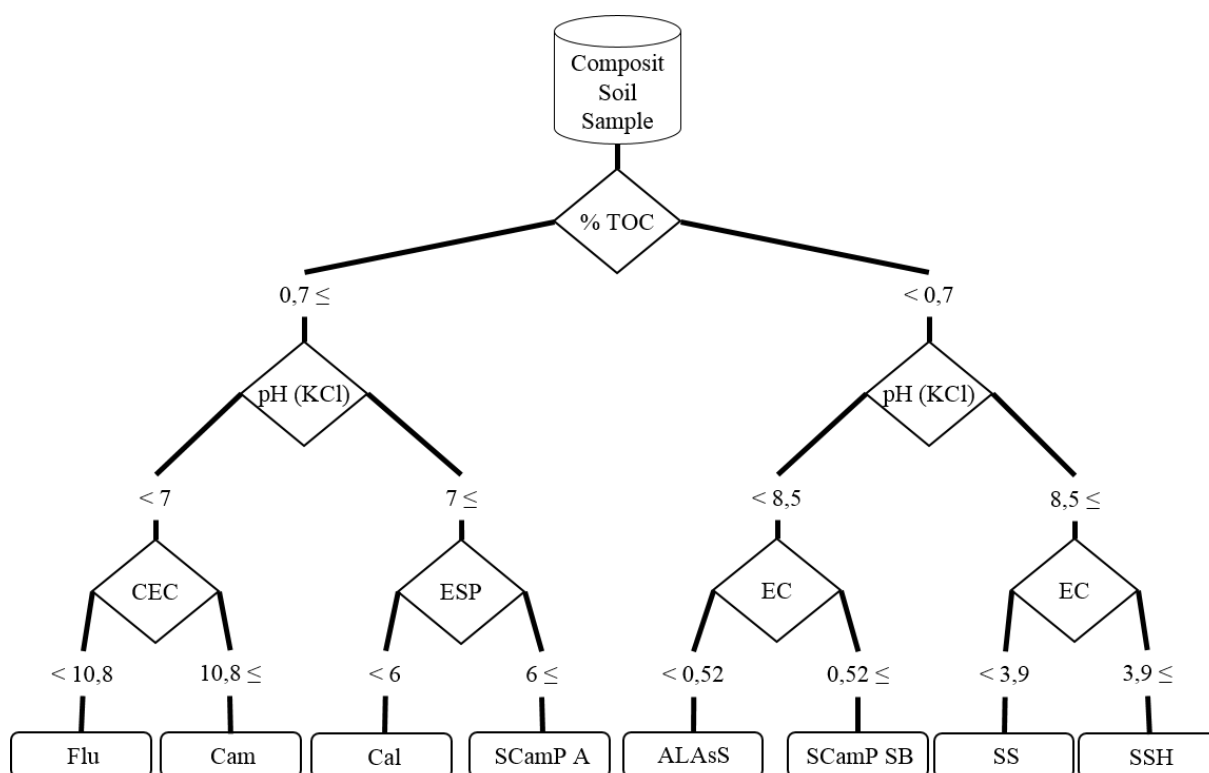 Composit
Soil
Sample
% TOC
0,7 ≤
< 0,7
pH (KCl)
pH (KCl)
< 7
7 ≤
< 8,5
8,5 ≤
CEC
ESP
EC
EC
< 10,8
10,8 ≤
< 6
6 ≤
< 0,52
0,52 ≤
< 3,9
3,9 ≤
Flu
Cam
Cal
SCamP A
ALAsS
SCamP SB
SS
SSH